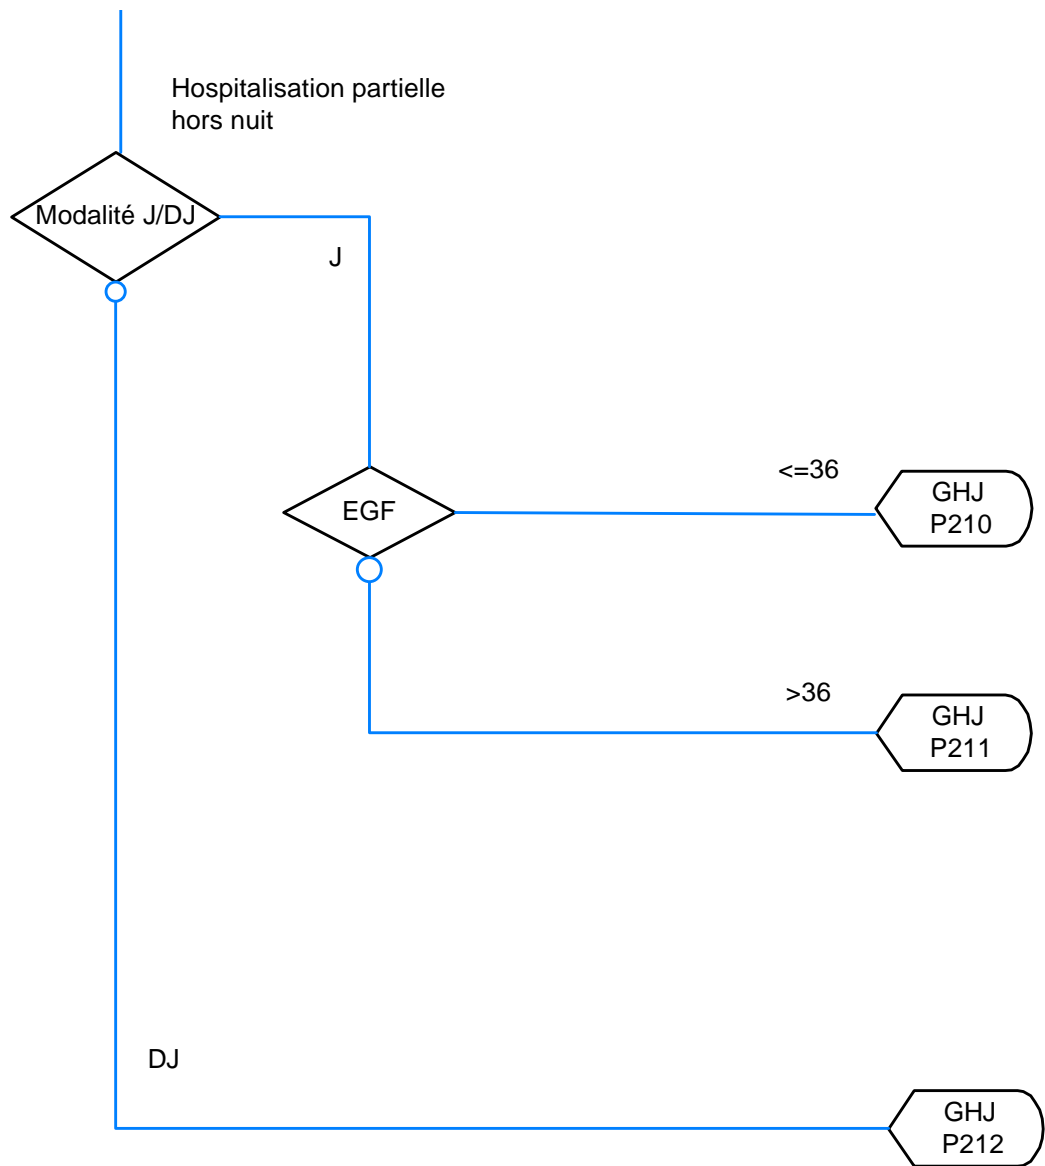 Hospitalisation partielle
hors nuit
Modalité J/DJ
J
<=36
GHJ
P210
EGF
>36
GHJ
P211
DJ
GHJ
P212